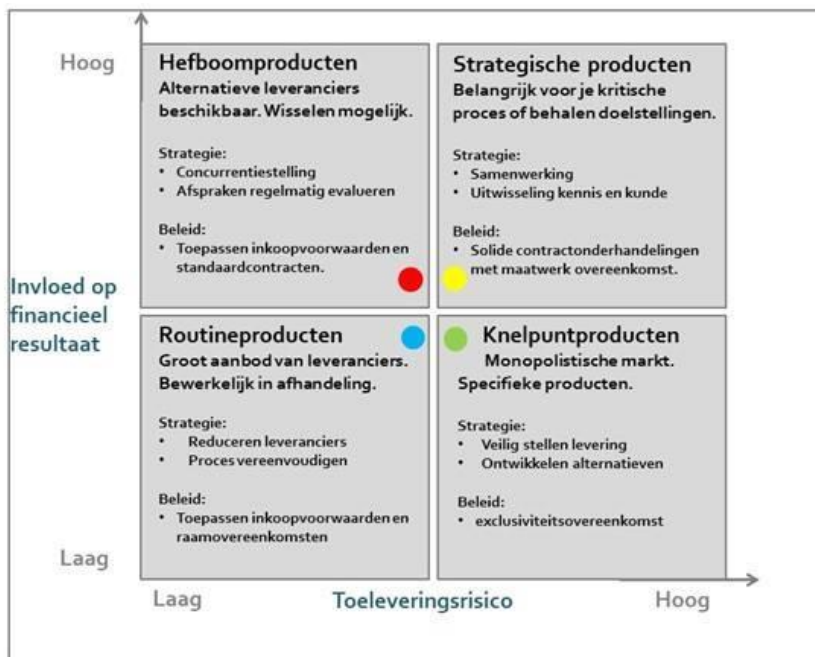 Hoog
Hefboomproducten
Alternatieve leveranciers
beschikbaar. Wisselen mogelijk.
Strategie:
• Concurrentiestelling
• Afspraken regelmatig evalueren
Beleid:
• Toepassen inkoopvoorwaarden en
standaardcontracten.
Strategische producten
Belangrijk voor je kritische
proces of behalen doelstellingen.
Strategie:
• Samenwerking
• Uitwisseling kennis en kunde
Beleid:
• Solide contractonderhandelingen
met maatwerk overeenkomst.
Invloed op
financieel
resultaat
Routineproducten
Groot aanbod van leveranciers.
Bewerkelijk in afhandeling.
Strategie:
• Reduceren leveranciers
• Proces vereenvoudigen
Beleid:
• Toepassen inkoopvoorwaarden en
raamovereenkomsten
Knelpuntproducten
Monopolistische markt.
Specifieke producten.
Strategie:
• Veilig stellen levering
• Ontwikkelen alternatieven
Beleid:
• exclusiviteitsovereenkomst
Laag
Laag
Toeleveringsrisico
Hoog